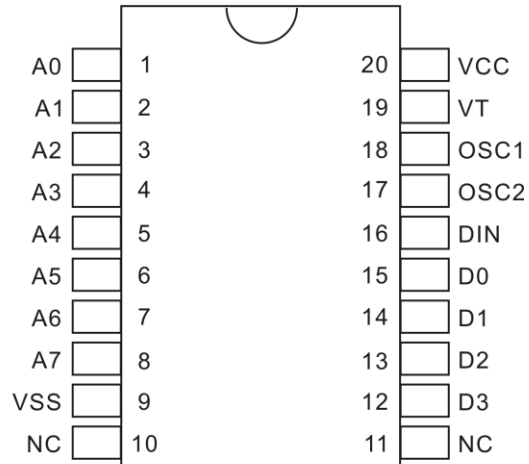 A0 1 20 VCC
A1 2 19 VT
A2 3 18 OSC1
A3 4 17 OSC2
A4 5 16 DIN
A5 6 15 D0
A6 7 14 D1
A7 8 13 D2
VSS 9 12 D3
NC 10 11 NC